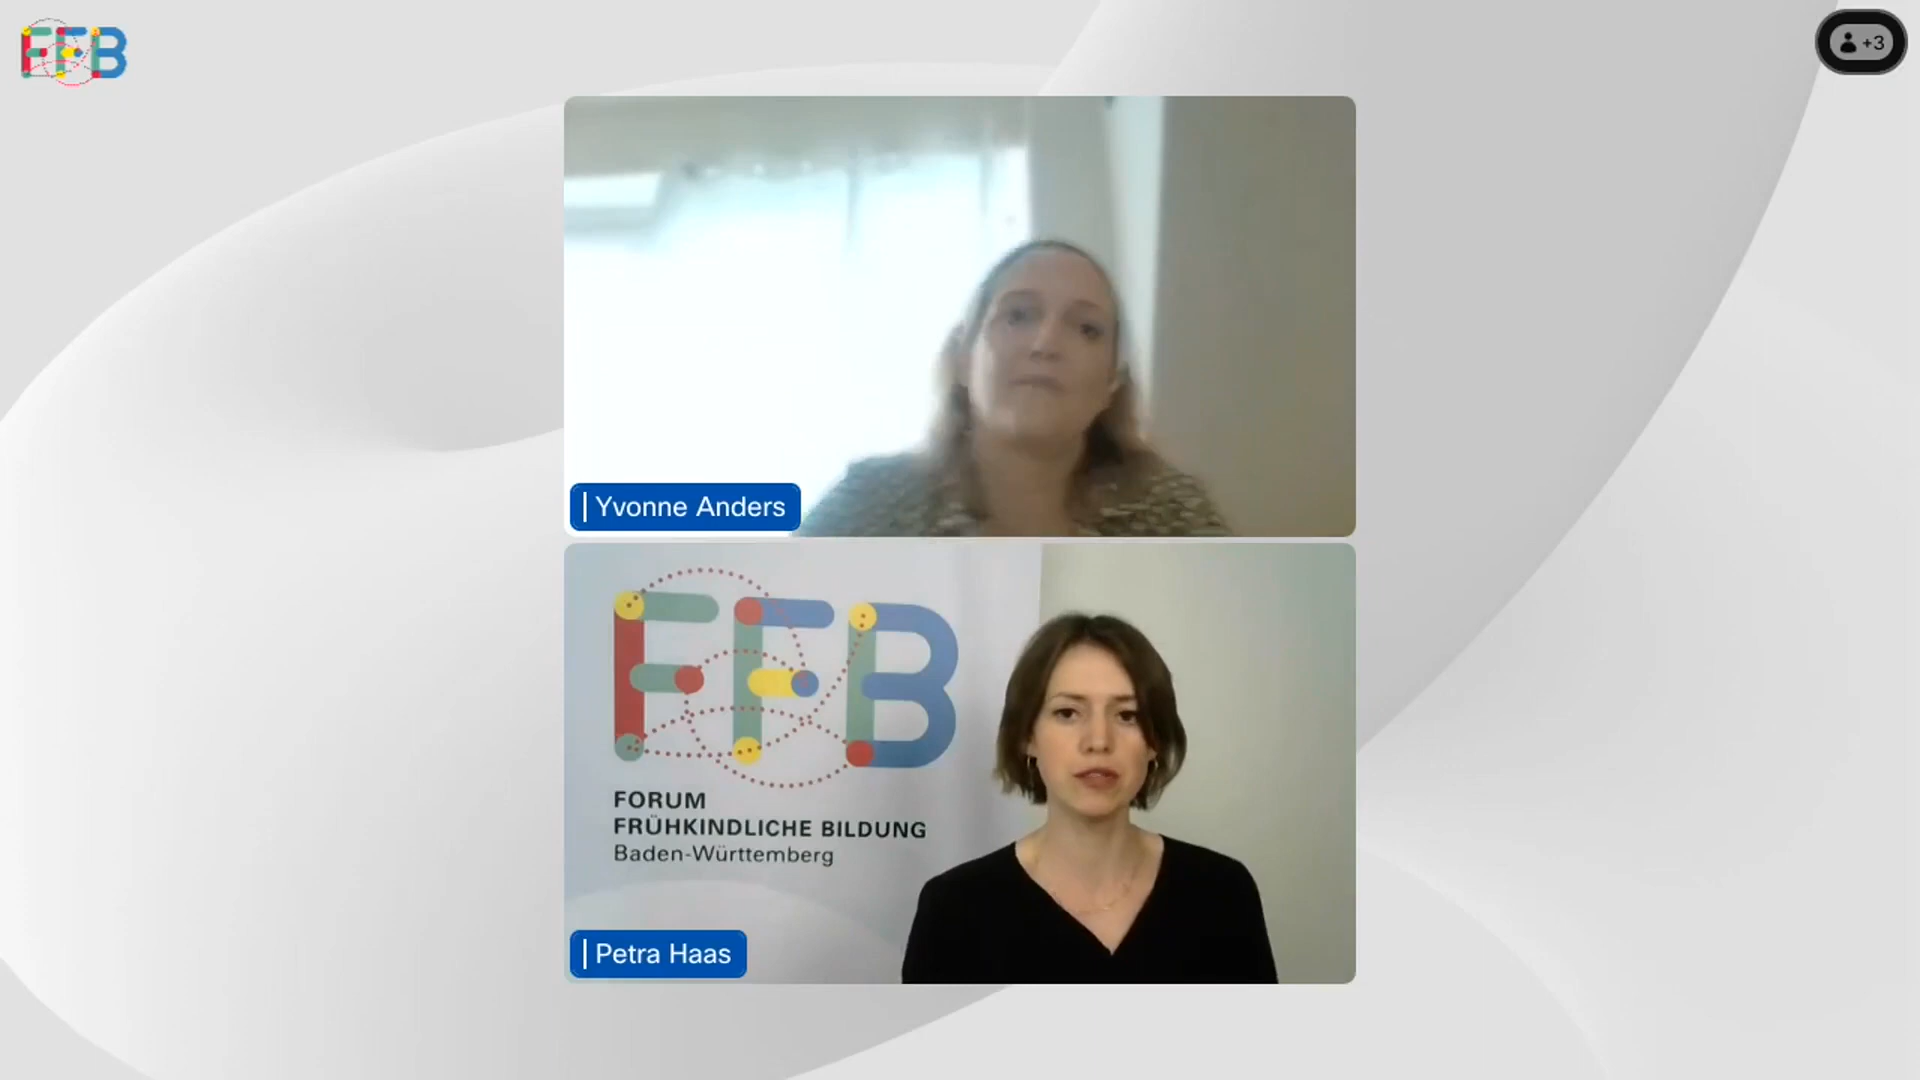 FFB
+3
Yvonne Anders
FFB
FORUM
FRÜHKINDLICHE BILDUNG
Baden-Württemberg
Petra Haas